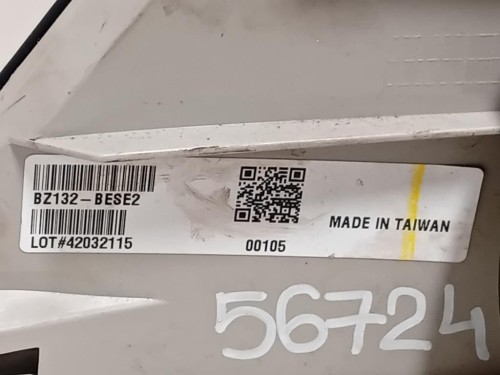 BZ132-BESE2
LOT#42032115
00105
MADE IN TAIWAN
56724